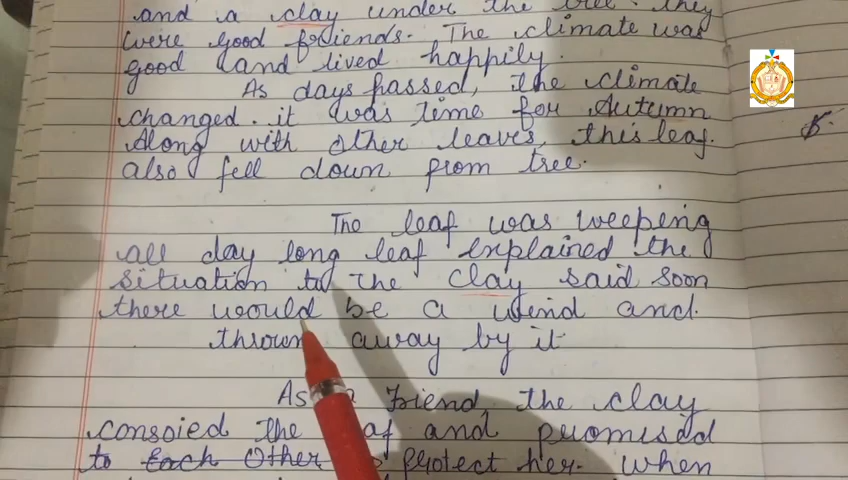 and a clay under the tree. they
were good friends. The climate was
good and lived happily.
As days passed, the climate
changed. it was time for Autumn
Along with other leaves, this leaf.
also fell down from tree.
The leaf was weeping
all day long leaf explained the
situation to the clay said soon
there would be a wind and.
thrown away by it
As a Friend, the clay
consoled the leaf and promised
to each other to protect her. when